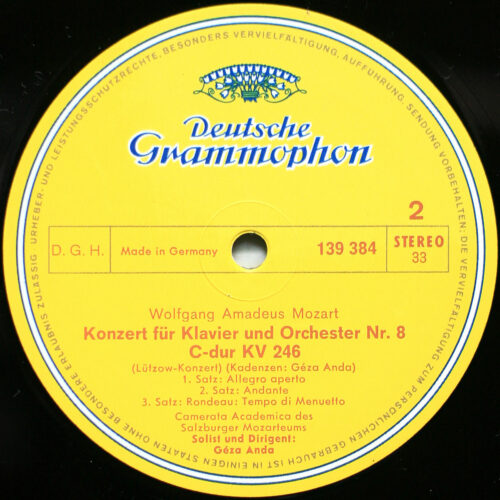 URHEBER- UND LEISTUNGSSCHUTZRECHTE, BESONDERS VERVIELFÄLTIGUNG, AUFFÜHRUNG, SENDUNG VORBEHALTEN: DIE VERVIELFÄLTIGUNG ZUM PERSÖNLICHEN GEBRAUCH IST IN EINIGEN STAATEN OHNE BESONDERE ERLAUBNIS ZULÄSSIG
Deutsche
Grammophon
2
D. G. H.
Made in Germany
139 384
STEREO
33
Wolfgang Amadeus Mozart
Konzert für Klavier und Orchester Nr. 8
C-dur KV 246
(Lützow-Konzert) (Kadenzen: Géza Anda)
1. Satz: Allegro aperto
2. Satz: Andante
3. Satz: Rondeau: Tempo di Menuetto
Camerata Academica des
Salzburger Mozarteums
Solist und Dirigent:
Géza Anda